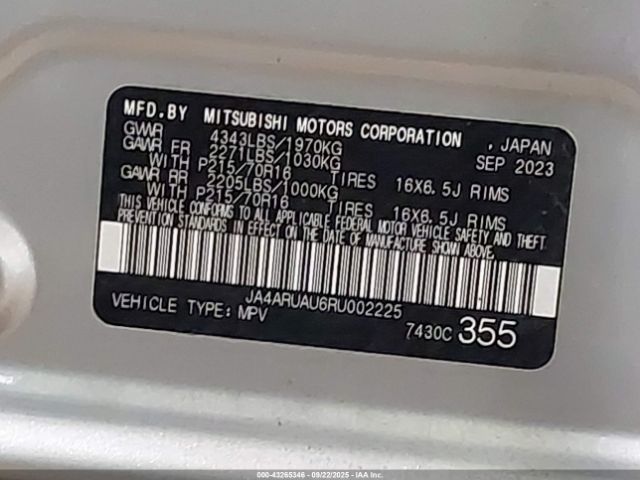 MFD.BY MITSUBISHI MOTORS CORPORATION , JAPAN
GVWR 4343LBS/1970KG SEP 2023
GAWR FR 2271LBS/1030KG
WITH P215/70R16 TIRES 16X6.5J RIMS
GAWR RR 2205LBS/1000KG
WITH P215/70R16 TIRES 16X6.5J RIMS
THIS VEHICLE CONFORMS TO ALL APPLICABLE FEDERAL MOTOR VEHICLE SAFETY AND THEFT
PREVENTION STANDARDS IN EFFECT ON THE DATE OF MANUFACTURE SHOWN ABOVE.
JA4ARUAU6RU002225
VEHICLE TYPE: MPV 7430C 355
000-43265346 - 09/22/2025 - IAA Inc.